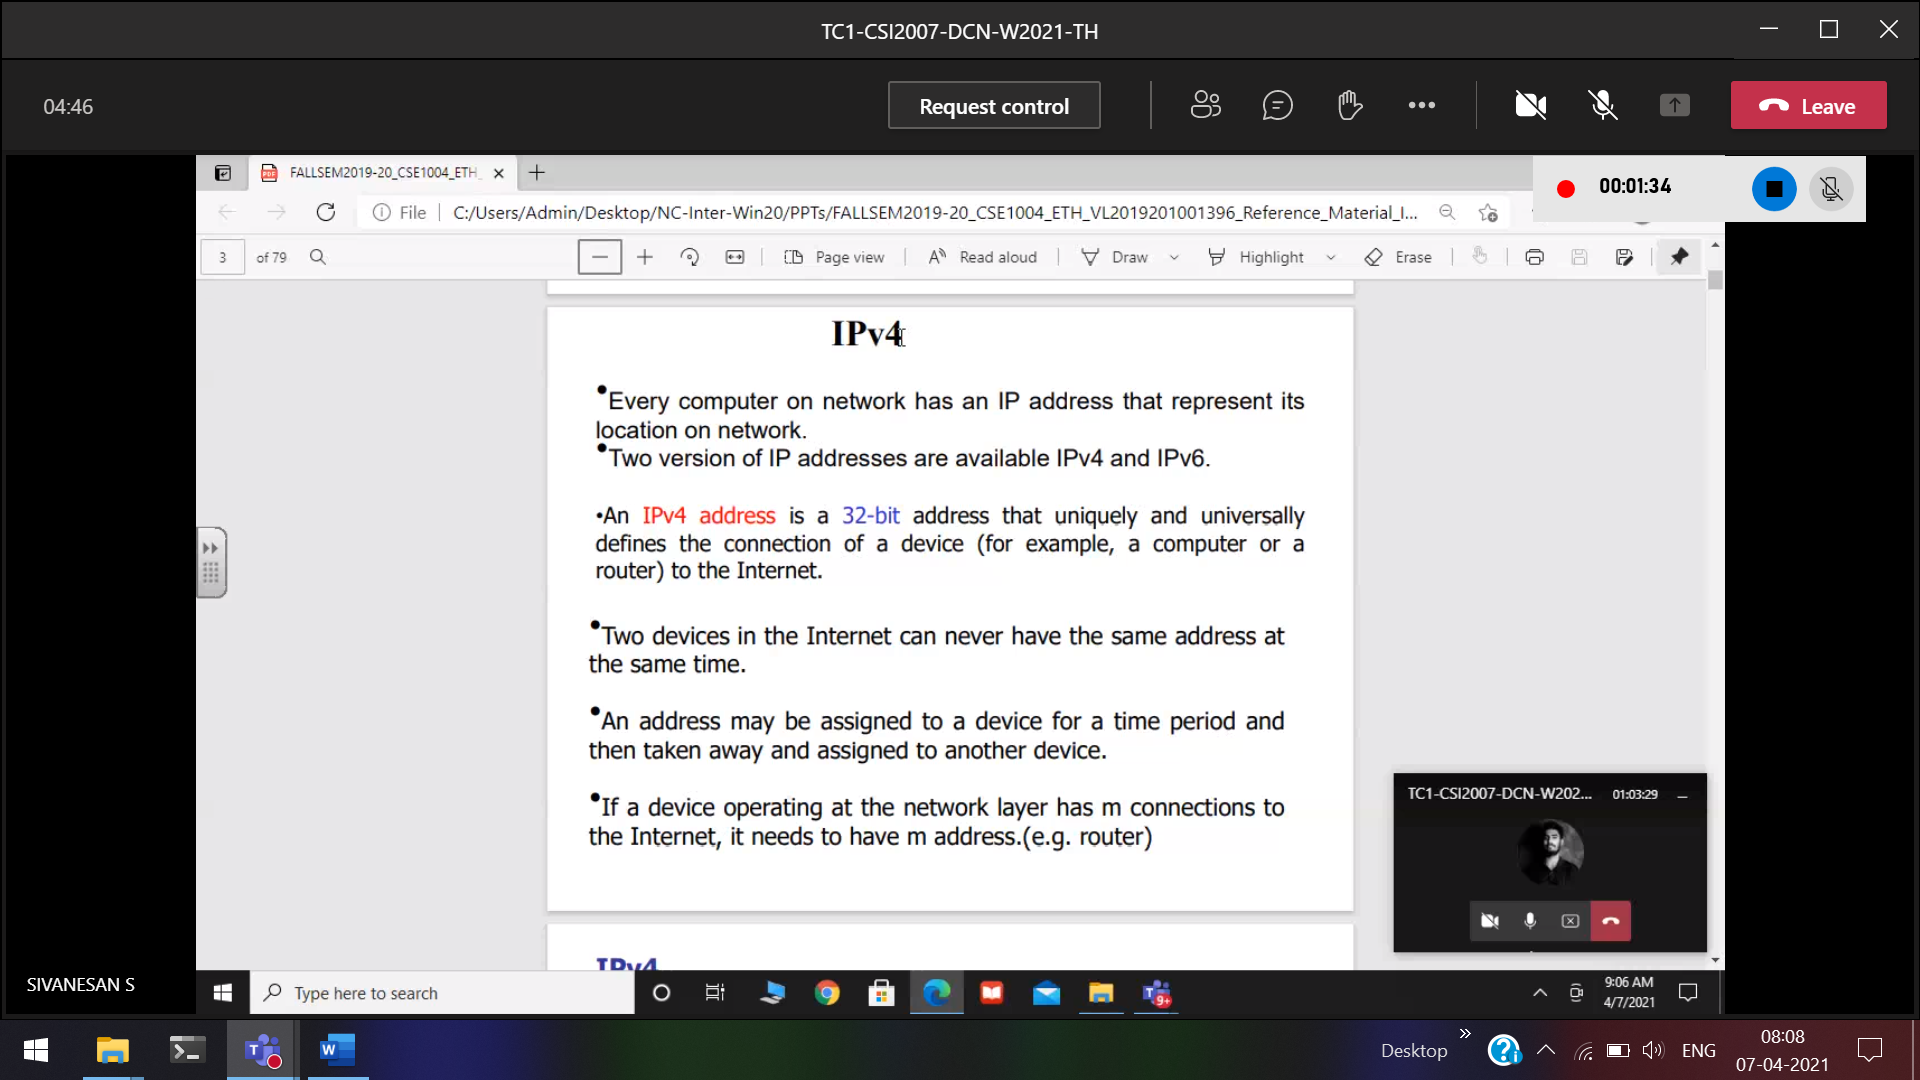 TC1-CSI2007-DCN-W2021-TH
04:46
Request control
Leave
FALLSEM2019-20_CSE1004_ETH_
00:01:34
File
C:/Users/Admin/Desktop/NC-Inter-Win20/PPTs/FALLSEM2019-20_CSE1004_ETH_VL2019201001396_Reference_Material_I...
3 of 79
Page view
Read aloud
Draw
Highlight
Erase
IPv4
•Every computer on network has an IP address that represent its
location on network.
•Two version of IP addresses are available IPv4 and IPv6.
•An IPv4 address is a 32-bit address that uniquely and universally
defines the connection of a device (for example, a computer or a
router) to the Internet.
•Two devices in the Internet can never have the same address at
the same time.
•An address may be assigned to a device for a time period and
then taken away and assigned to another device.
•If a device operating at the network layer has m connections to
the Internet, it needs to have m address.(e.g. router)
TC1-CSI2007-DCN-W202... 01:03:29
IPv4
SIVANESAN S
Type here to search
9+
9:06 AM
4/7/2021
Desktop
ENG
08:08
07-04-2021